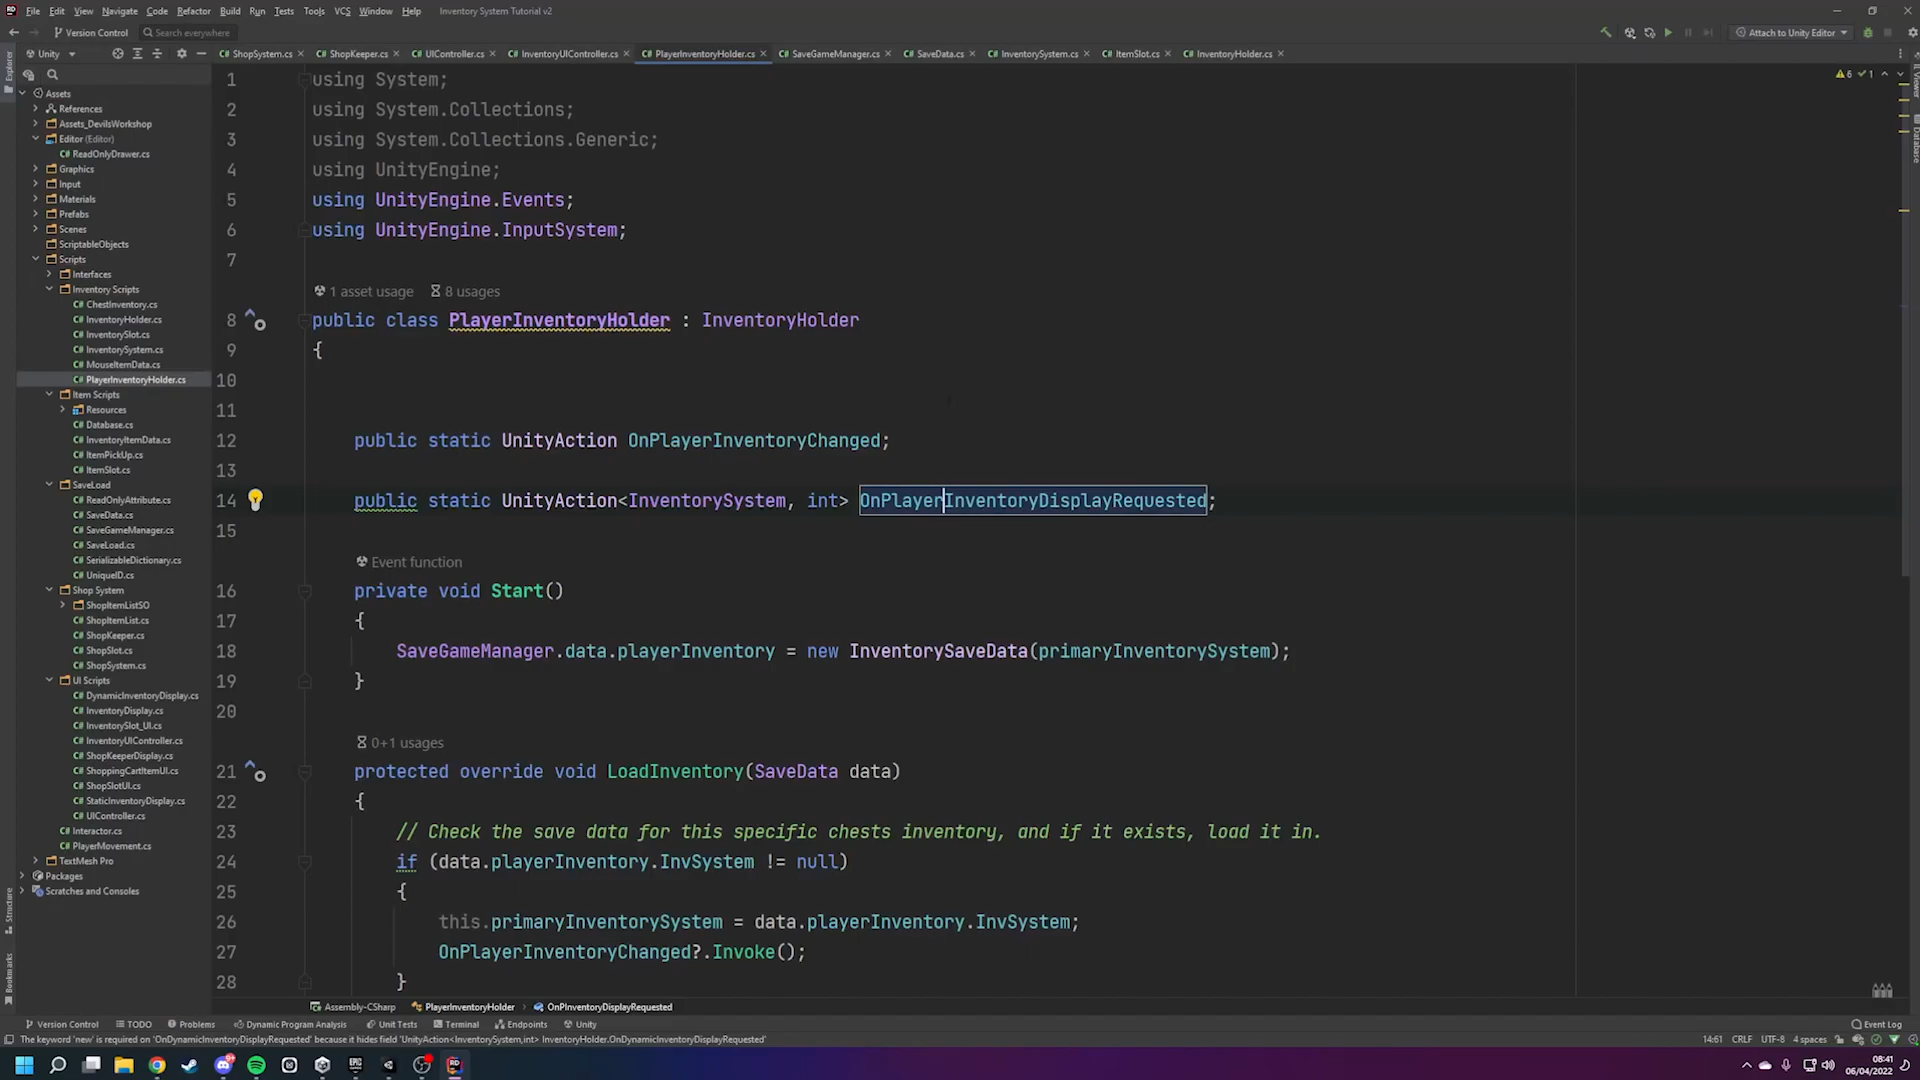 File Edit View Navigate Code Refactor Build Run Tests Tools VCS Window Help Inventory System Tutorial v2
Version Control Search everywhere Attach to Unity Editor
Unity ShopSystem.cs ShopKeeper.cs UIController.cs InventoryUIController.cs PlayerInventoryHolder.cs SaveGameManager.cs SaveData.cs InventorySystem.cs ItemSlot.cs InventoryHolder.cs
Explorer
Assets
References
Assets_DevilsWorkshop
Editor (Editor)
ReadOnlyDrawer.cs
Graphics
Input
Materials
Prefabs
Scenes
ScriptableObjects
Scripts
Interfaces
Inventory Scripts
ChestInventory.cs
InventoryHolder.cs
InventorySlot.cs
InventorySystem.cs
MouseItemData.cs
PlayerInventoryHolder.cs
Item Scripts
Resources
Database.cs
InventoryItemData.cs
ItemPickUp.cs
ItemSlot.cs
SaveLoad
ReadOnlyAttribute.cs
SaveData.cs
SaveGameManager.cs
SaveLoad.cs
SerializableDictionary.cs
UniqueID.cs
Shop System
ShopItemListSO
ShopItemList.cs
ShopKeeper.cs
ShopSlot.cs
ShopSystem.cs
UI Scripts
DynamicInventoryDisplay.cs
InventoryDisplay.cs
InventorySlot_UI.cs
InventoryUIController.cs
ShopKeeperDisplay.cs
ShoppingCartItemUI.cs
ShopSlotUI.cs
StaticInventoryDisplay.cs
UIController.cs
Interactor.cs
PlayerMovement.cs
TextMesh Pro
Packages
Scratches and Consoles
Structure
Bookmarks
1 using System;
2 using System.Collections;
3 using System.Collections.Generic;
4 using UnityEngine;
5 using UnityEngine.Events;
6 using UnityEngine.InputSystem;
7
1 asset usage 8 usages
8 public class PlayerInventoryHolder : InventoryHolder
9 {
10
11
12 public static UnityAction OnPlayerInventoryChanged;
13
14 public static UnityAction<InventorySystem, int> OnPlayerInventoryDisplayRequested;
15
Event function
16 private void Start()
17 {
18 SaveGameManager.data.playerInventory = new InventorySaveData(primaryInventorySystem);
19 }
20
0+1 usages
21 protected override void LoadInventory(SaveData data)
22 {
23 // Check the save data for this specific chests inventory, and if it exists, load it in.
24 if (data.playerInventory.InvSystem != null)
25 {
26 this.primaryInventorySystem = data.playerInventory.InvSystem;
27 OnPlayerInventoryChanged?.Invoke();
28 }
6 1
Database
Assembly-CSharp PlayerInventoryHolder OnPInventoryDisplayRequested
Version Control TODO Problems Dynamic Program Analysis Unit Tests Terminal Endpoints Unity Event Log
The keyword 'new' is required on 'OnDynamicInventoryDisplayRequested' because it hides field 'UnityAction<InventorySystem,int> InventoryHolder.OnDynamicInventoryDisplayRequested' 14:61 CRLF UTF-8 4 spaces
08:41
06/04/2022